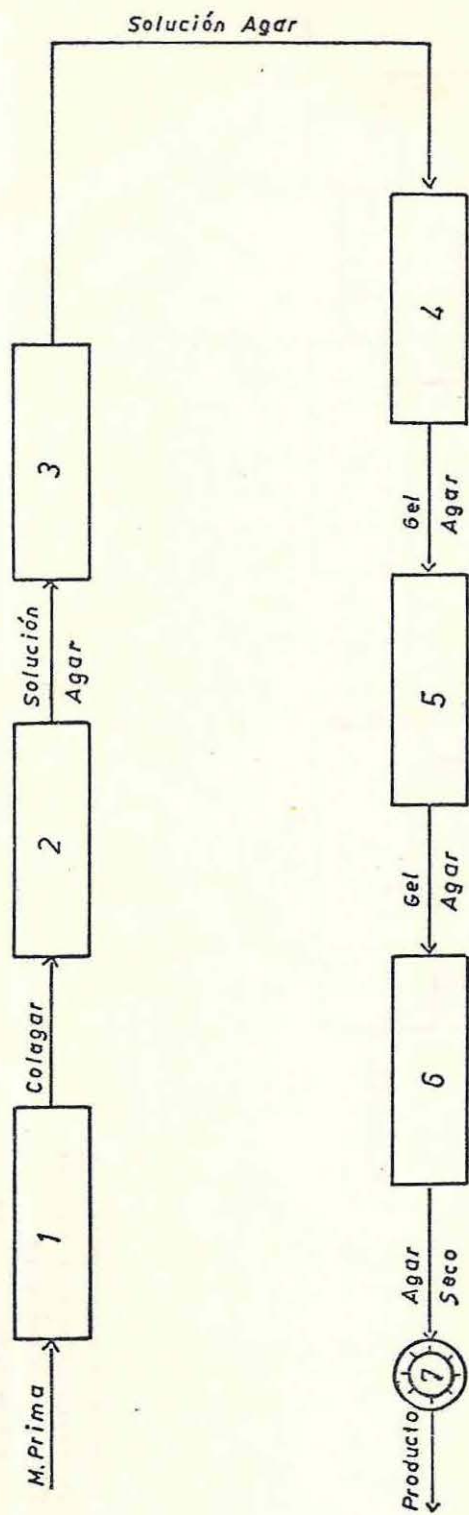 M.Prima
1
Colagar
2
Solución
Agar
3
Solución Agar
4
Gel
Agar
5
Gel
Agar
6
Agar
Seco
7
Producto